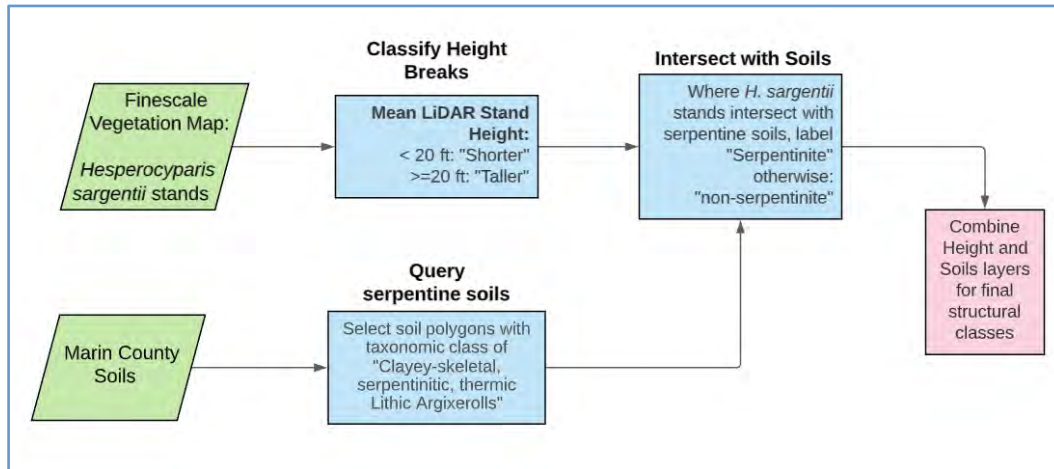 Classify Height
Breaks
Intersect with Soils
Finescale
Vegetation Map:
Hesperocyparis
sargentii stands
Mean LiDAR Stand
Height:
< 20 ft: "Shorter"
>=20 ft: "Taller"
Where H. sargentii
stands intersect with
serpentine soils, label
"Serpentinite"
otherwise:
"non-serpentinite"
Combine
Height and
Soils layers
for final
structural
classes
Query
serpentine soils
Marin County
Soils
Select soil polygons with
taxonomic class of
"Clayey-skeletal,
serpentinitic, thermic
Lithic Argixerolls"